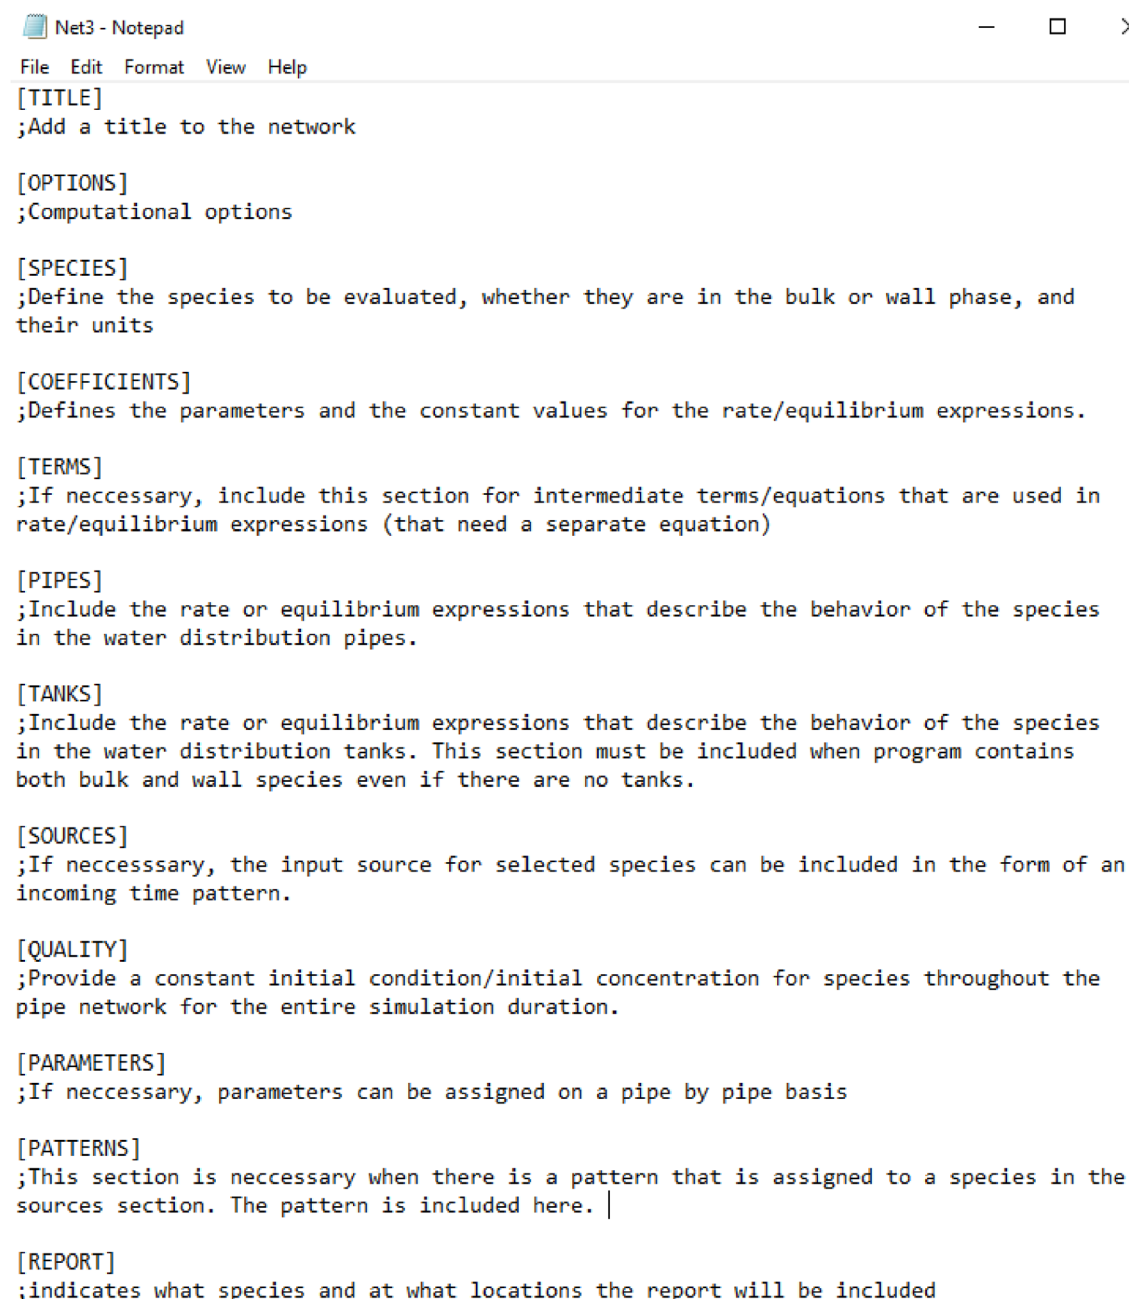 Net3 - Notepad
File Edit Format View Help
[TITLE]
;Add a title to the network
[OPTIONS]
;Computational options
[SPECIES]
;Define the species to be evaluated, whether they are in the bulk or wall phase, and
their units
[COEFFICIENTS]
;Defines the parameters and the constant values for the rate/equilibrium expressions.
[TERMS]
;If neccessary, include this section for intermediate terms/equations that are used in
rate/equilibrium expressions (that need a separate equation)
[PIPES]
;Include the rate or equilibrium expressions that describe the behavior of the species
in the water distribution pipes.
[TANKS]
;Include the rate or equilibrium expressions that describe the behavior of the species
in the water distribution tanks. This section must be included when program contains
both bulk and wall species even if there are no tanks.
[SOURCES]
;If neccesssary, the input source for selected species can be included in the form of an
incoming time pattern.
[QUALITY]
;Provide a constant initial condition/initial concentration for species throughout the
pipe network for the entire simulation duration.
[PARAMETERS]
;If neccessary, parameters can be assigned on a pipe by pipe basis
[PATTERNS]
;This section is neccessary when there is a pattern that is assigned to a species in the
sources section. The pattern is included here.
[REPORT]
;indicates what species and at what locations the report will be included